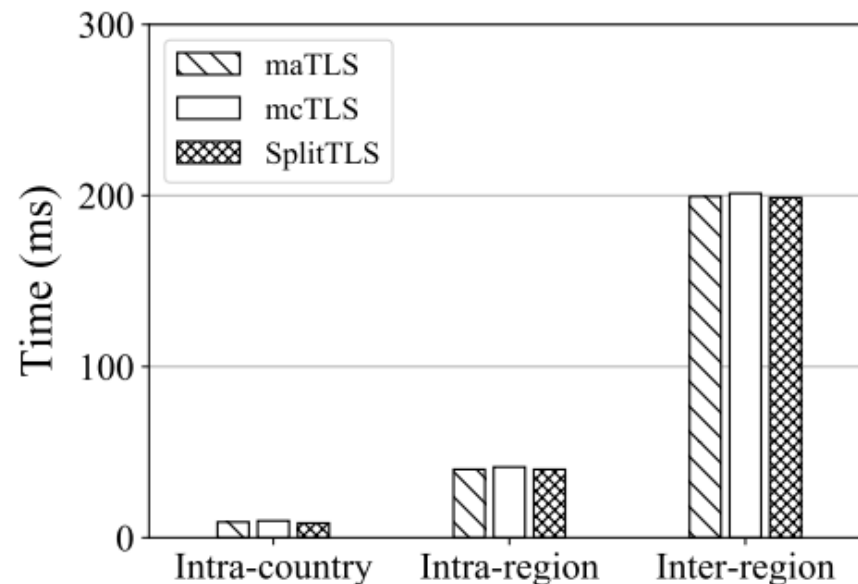 300
maTLS
mcTLS
SplitTLS
200
100
0
Time (ms)
Intra-country Intra-region Inter-region